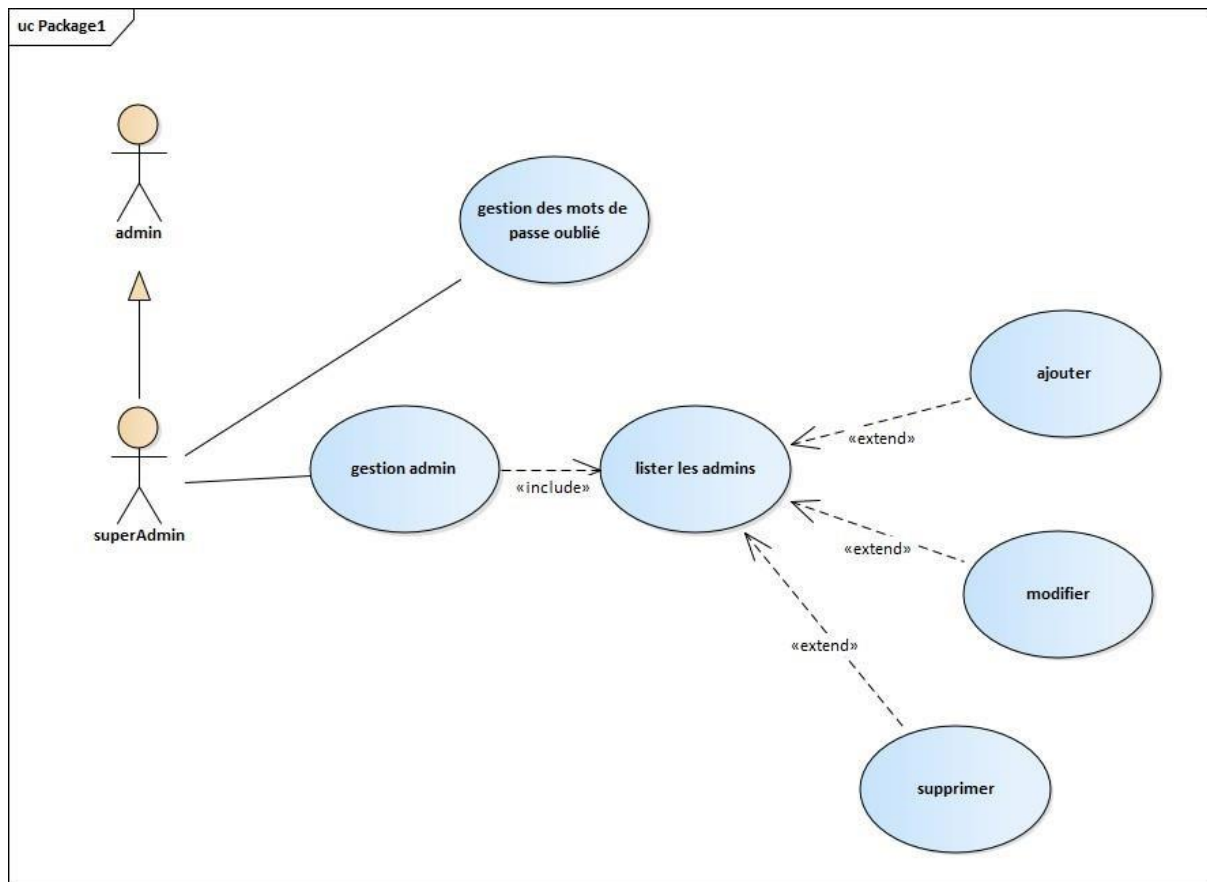 uc Package1
admin
gestion des mots de
passe oublié
ajouter
«extend»
superAdmin
gestion admin
«include»
lister les admins
«extend»
modifier
«extend»
supprimer